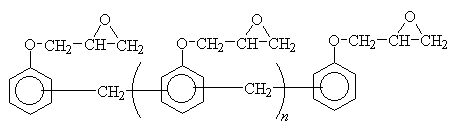 O O O
O—CH₂—CH—CH₂ O—CH₂—CH—CH₂ O—CH₂—CH—CH₂
CH₂ ( CH₂ )n